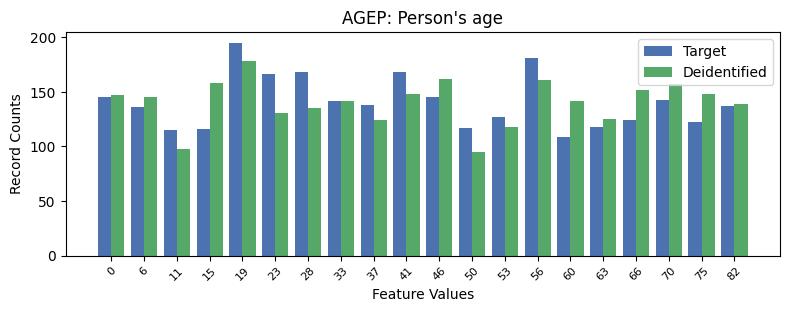 AGEP: Person's age
Target
Deidentified
200
150
100
50
0
Record Counts
0 6 11 15 19 23 28 33 37 41 46 50 53 56 60 63 66 70 75 82
Feature Values